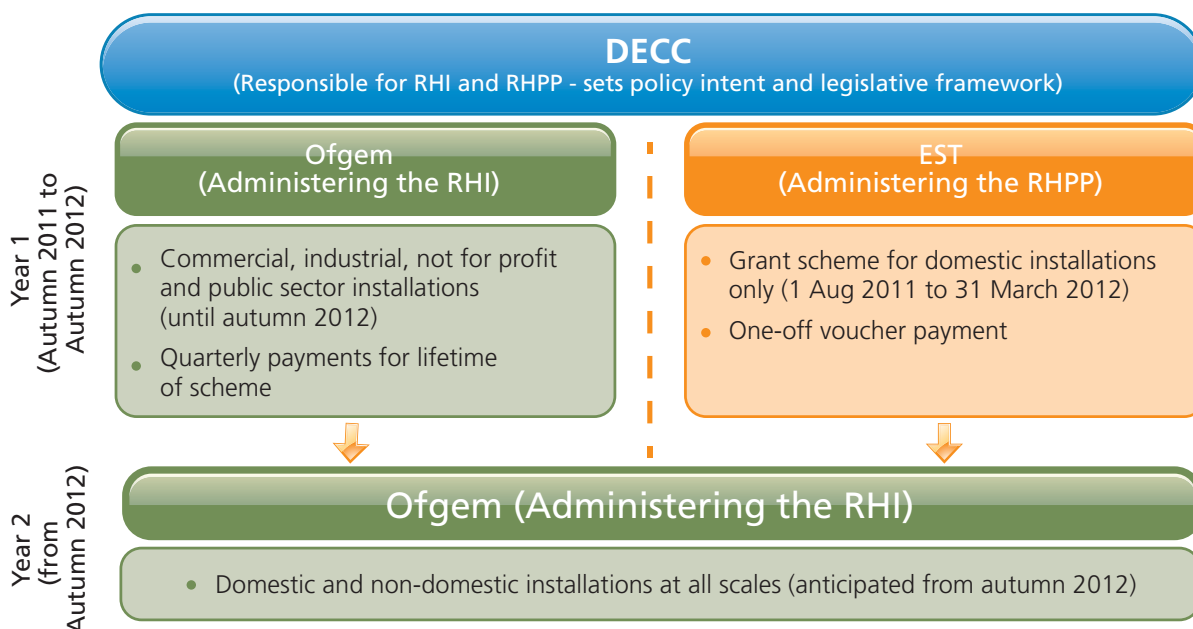 DECC
(Responsible for RHI and RHPP - sets policy intent and legislative framework)
Year 1
(Autumn 2011 to
Autumn 2012)
Ofgem
(Administering the RHI)
Commercial, industrial, not for profit
and public sector installations
(until autumn 2012)
Quarterly payments for lifetime
of scheme
EST
(Administering the RHPP)
Grant scheme for domestic installations
only (1 Aug 2011 to 31 March 2012)
One-off voucher payment
Year 2
(from
Autumn 2012)
Ofgem (Administering the RHI)
Domestic and non-domestic installations at all scales (anticipated from autumn 2012)